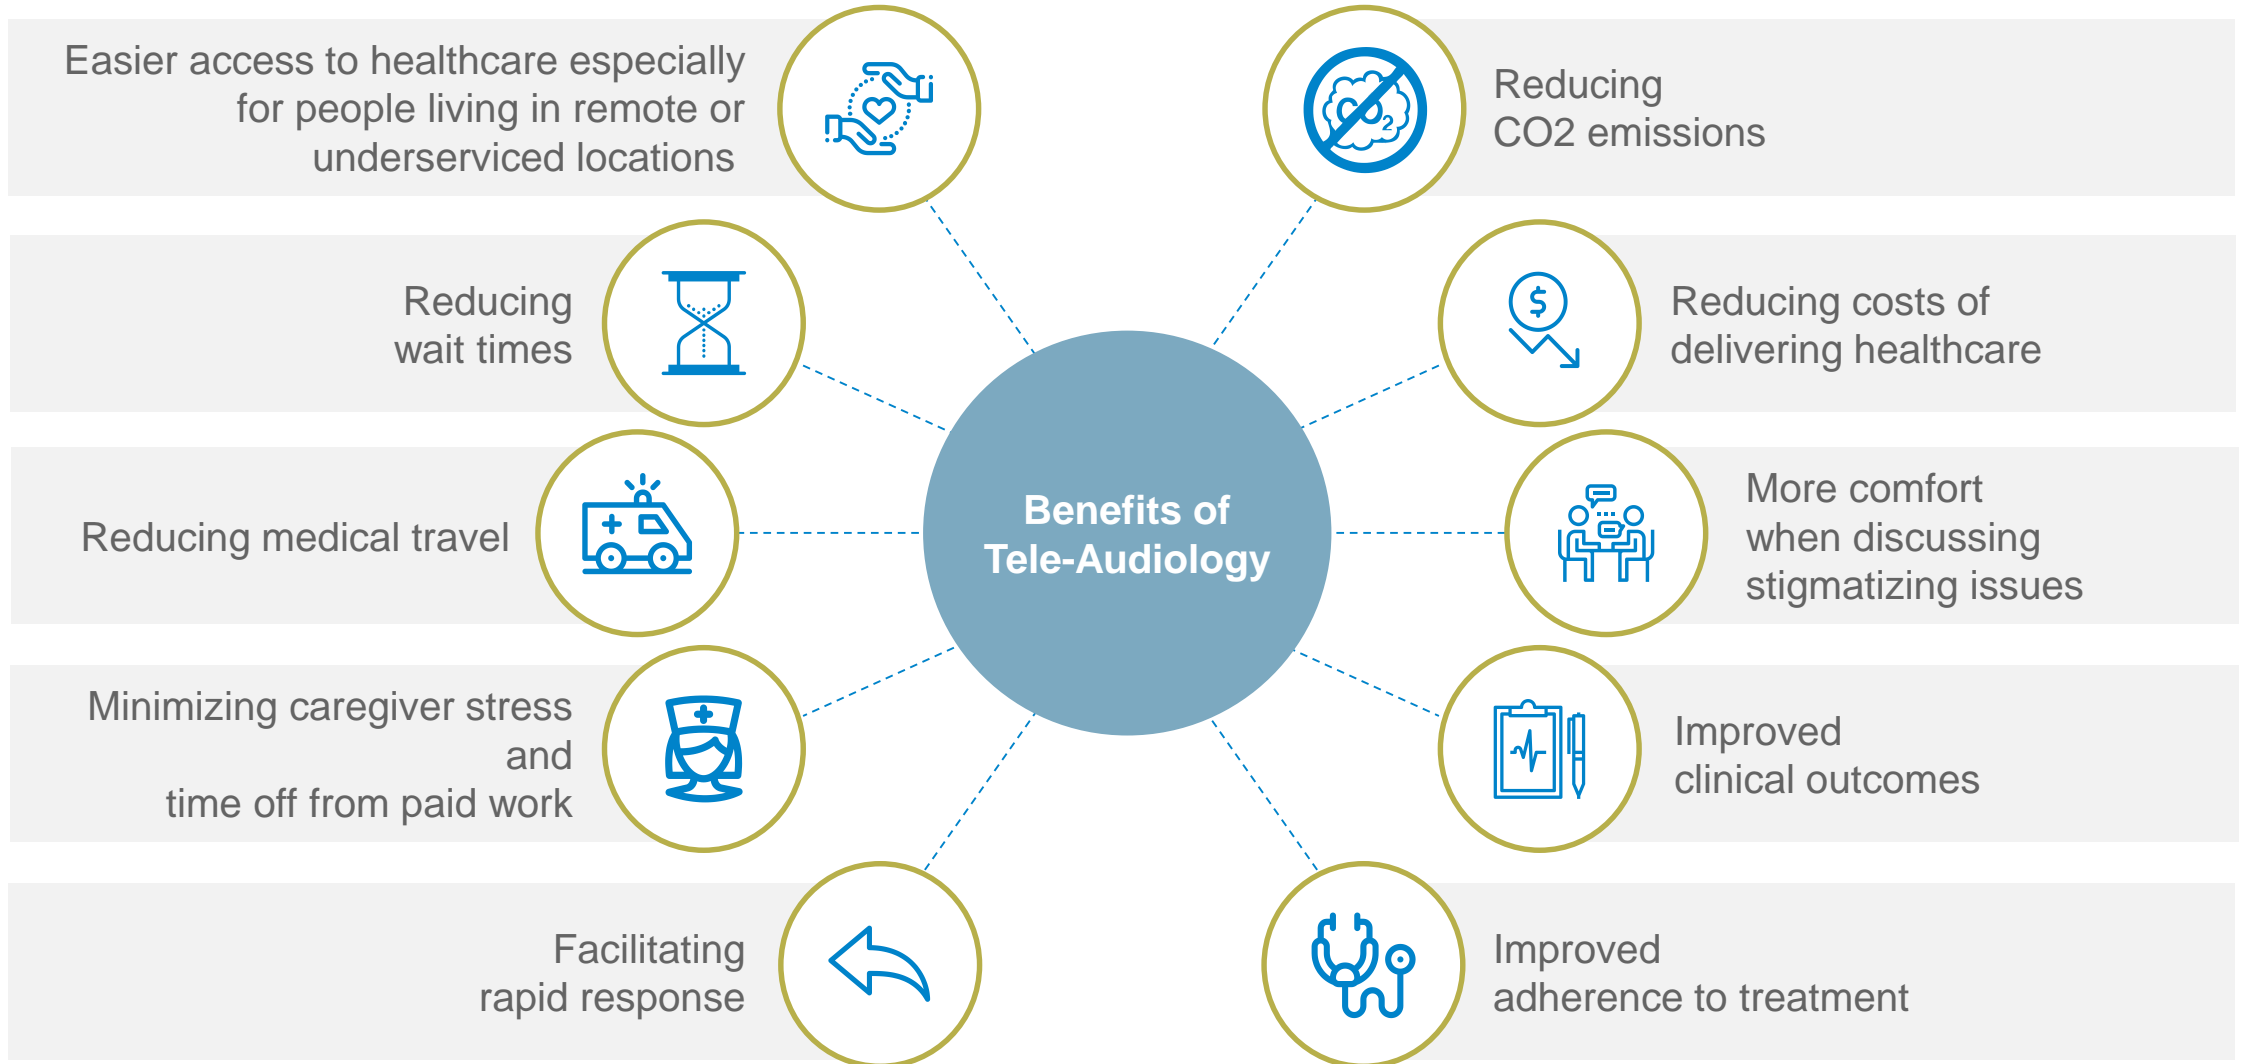 Easier access to healthcare especially
for people living in remote or
underserviced locations
Reducing
wait times
Reducing medical travel
Minimizing caregiver stress
and
time off from paid work
Facilitating
rapid response
Benefits of
Tele-Audiology
CO2
Reducing
CO2 emissions
$
Reducing costs of
delivering healthcare
More comfort
when discussing
stigmatizing issues
Improved
clinical outcomes
Improved
adherence to treatment